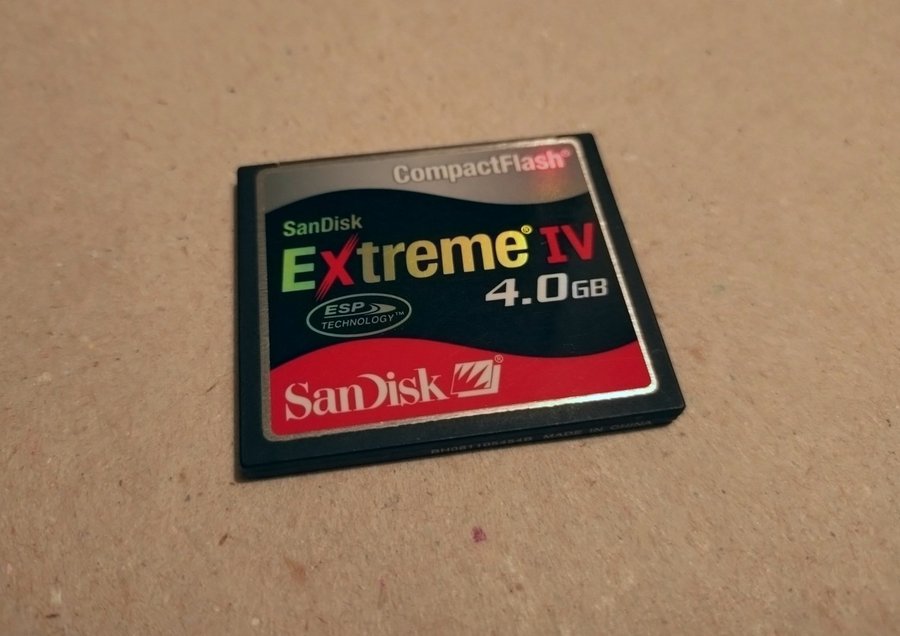 CompactFlash®
SanDisk
Extreme® IV
4.0GB
ESP
TECHNOLOGY™
SanDisk®
MADE IN CHINA